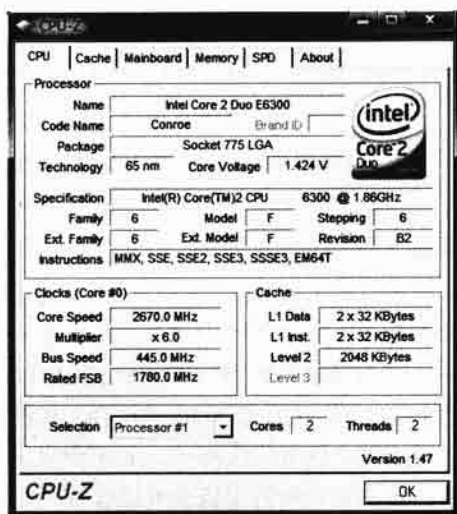 CPU-Z
CPU Cache Mainboard Memory SPD About
Processor
Name Intel Core 2 Duo E6300
Code Name Conroe Brand ID
Package Socket 775 LGA
Technology 65 nm Core Voltage 1.424 V
intel
Core 2
Duo
Specification Intel(R) Core(TM)2 CPU 6300 @ 1.86GHz
Family 6 Model F Stepping 6
Ext. Family 6 Ext. Model F Revision B2
Instructions MMX, SSE, SSE2, SSE3, SSSE3, EM64T
Clocks (Core #0)
Core Speed 2670.0 MHz
Multiplier x 6.0
Bus Speed 445.0 MHz
Rated FSB 1780.0 MHz
Cache
L1 Data 2 x 32 KBytes
L1 Inst. 2 x 32 KBytes
Level 2 2048 KBytes
Level 3
Selection Processor #1 Cores 2 Threads 2
Version 1.47
CPU-Z OK